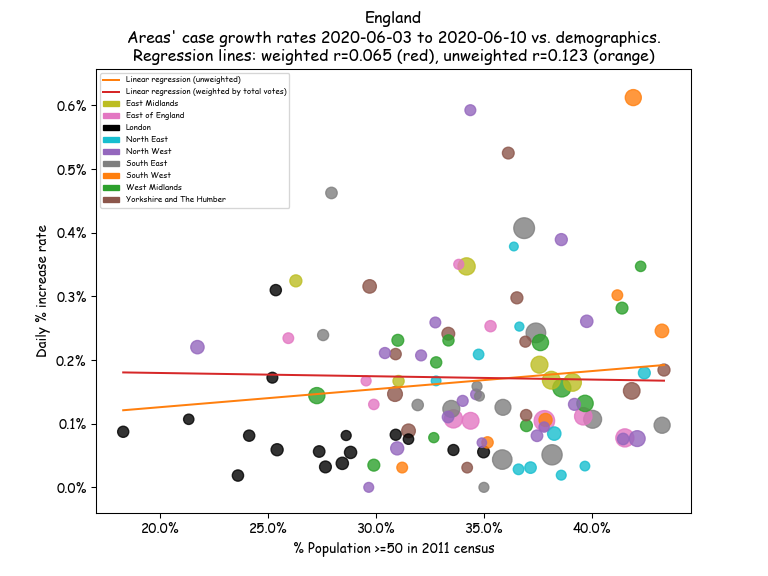 England
Areas' case growth rates 2020-06-03 to 2020-06-10 vs. demographics.
Regression lines: weighted r=0.065 (red), unweighted r=0.123 (orange)
Linear regression (unweighted)
Linear regression (weighted by total votes)
East Midlands
East of England
London
North East
North West
South East
South West
West Midlands
Yorkshire and The Humber
Daily % increase rate
0.6%
0.5%
0.4%
0.3%
0.2%
0.1%
0.0%
20.0% 25.0% 30.0% 35.0% 40.0%
% Population >=50 in 2011 census